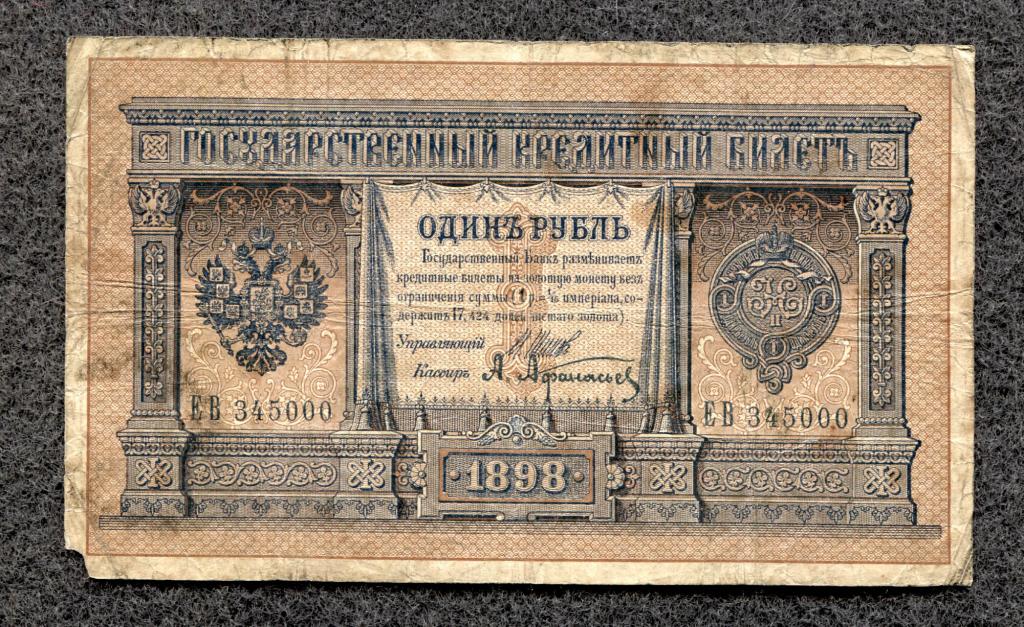 ГОСУДАРСТВЕННЫЙ КРЕДИТНЫЙ БИЛЕТЪ
ОДИНЪ РУБЛЬ
Государственный Банкъ размѣниваетъ
кредитные билеты на золотую монету безъ
ограниченія суммы (1 р.= 1/15 имперіала, со-
держитъ 17,424 долей чистаго золота).
Управляющій
Кассиръ А. Афанасьевъ
ЕВ 345000
ЕВ 345000
1898